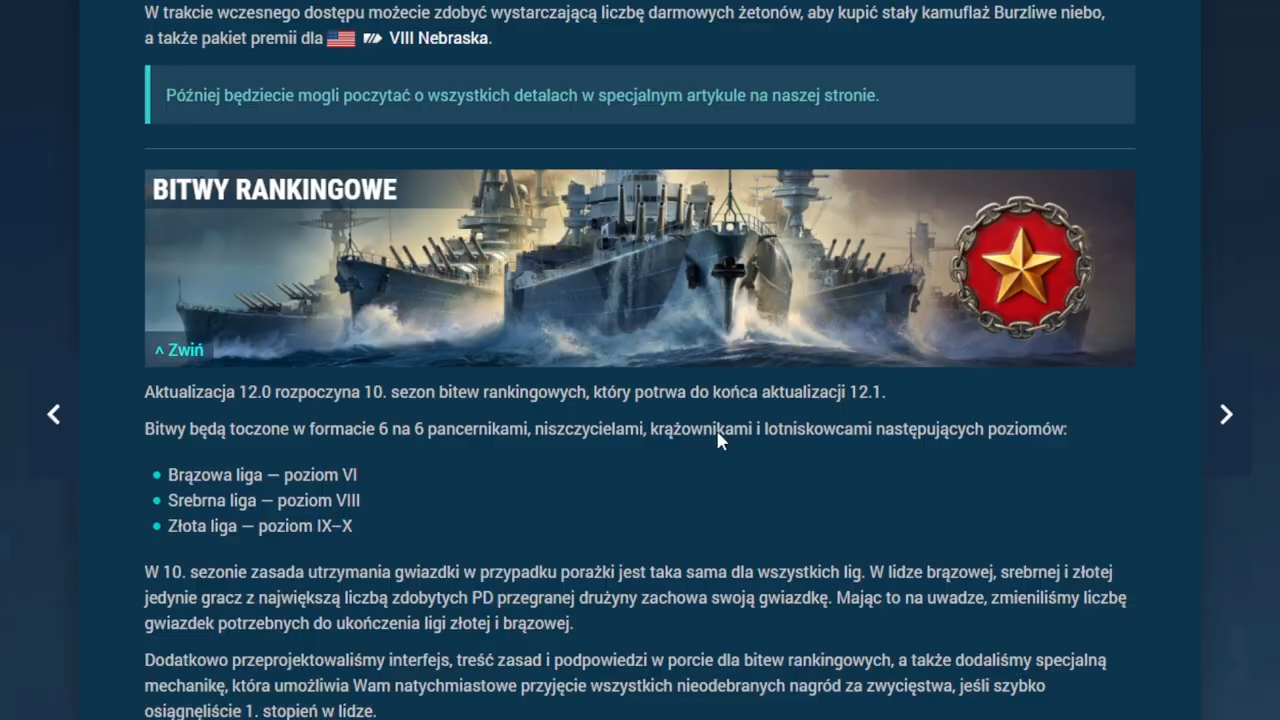 W trakcie wczesnego dostępu możecie zdobyć wystarczającą liczbę darmowych żetonów, aby kupić stały kamuflaż Burzliwe niebo,
a także pakiet premii dla VIII Nebraska.
Później będziecie mogli poczytać o wszystkich detalach w specjalnym artykule na naszej stronie.
BITWY RANKINGOWE
^ Zwiń
Aktualizacja 12.0 rozpoczyna 10. sezon bitew rankingowych, który potrwa do końca aktualizacji 12.1.
Bitwy będą toczone w formacie 6 na 6 pancernikami, niszczycielami, krążownikami i lotniskowcami następujących poziomów:
• Brązowa liga — poziom VI
• Srebrna liga — poziom VIII
• Złota liga — poziom IX–X
W 10. sezonie zasada utrzymania gwiazdki w przypadku porażki jest taka sama dla wszystkich lig. W lidze brązowej, srebrnej i złotej
jedynie gracz z największą liczbą zdobytych PD przegranej drużyny zachowa swoją gwiazdkę. Mając to na uwadze, zmieniliśmy liczbę
gwiazdek potrzebnych do ukończenia ligi złotej i brązowej.
Dodatkowo przeprojektowaliśmy interfejs, treść zasad i podpowiedzi w porcie dla bitew rankingowych, a także dodaliśmy specjalną
mechanikę, która umożliwia Wam natychmiastowe przyjęcie wszystkich nieodebranych nagród za zwycięstwa, jeśli szybko
osiągnęliście 1. stopień w lidze.